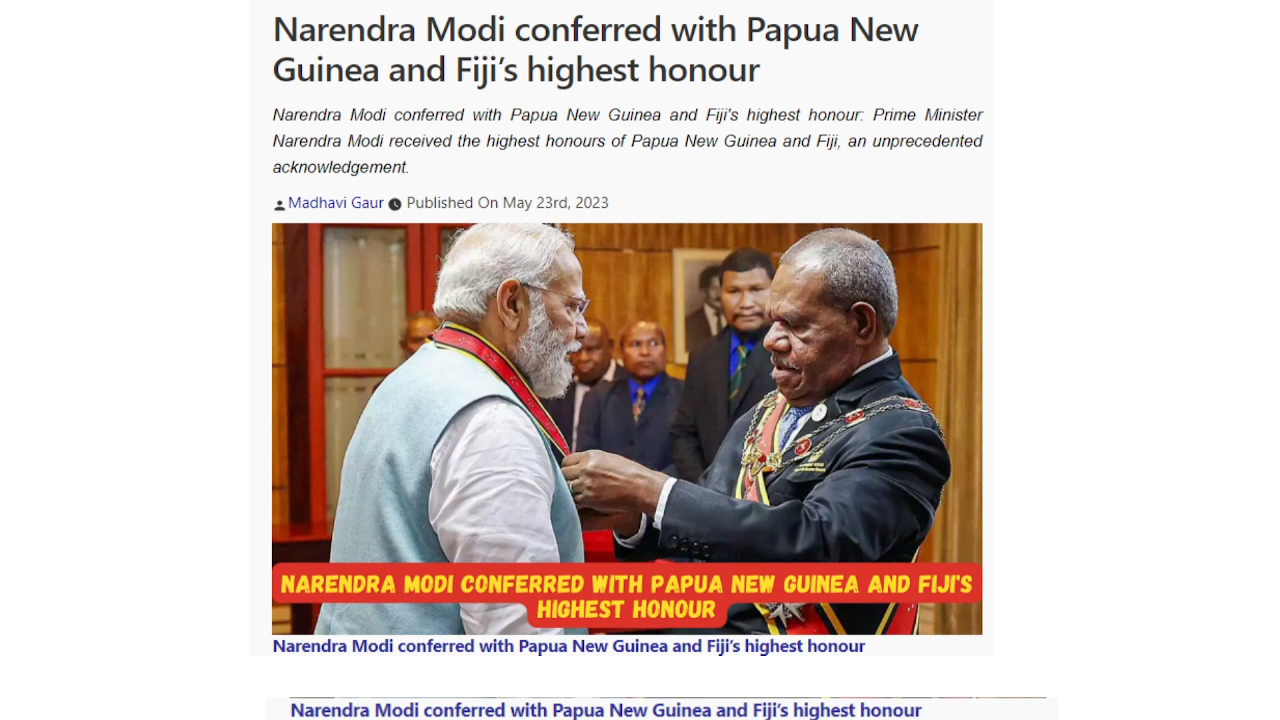 Narendra Modi conferred with Papua New
Guinea and Fiji’s highest honour
Narendra Modi conferred with Papua New Guinea and Fiji's highest honour: Prime Minister
Narendra Modi received the highest honours of Papua New Guinea and Fiji, an unprecedented
acknowledgement.
Madhavi Gaur Published On May 23rd, 2023
NARENDRA MODI CONFERRED WITH PAPUA NEW GUINEA AND FIJI'S
HIGHEST HONOUR
Narendra Modi conferred with Papua New Guinea and Fiji’s highest honour
Narendra Modi conferred with Papua New Guinea and Fiji’s highest honour